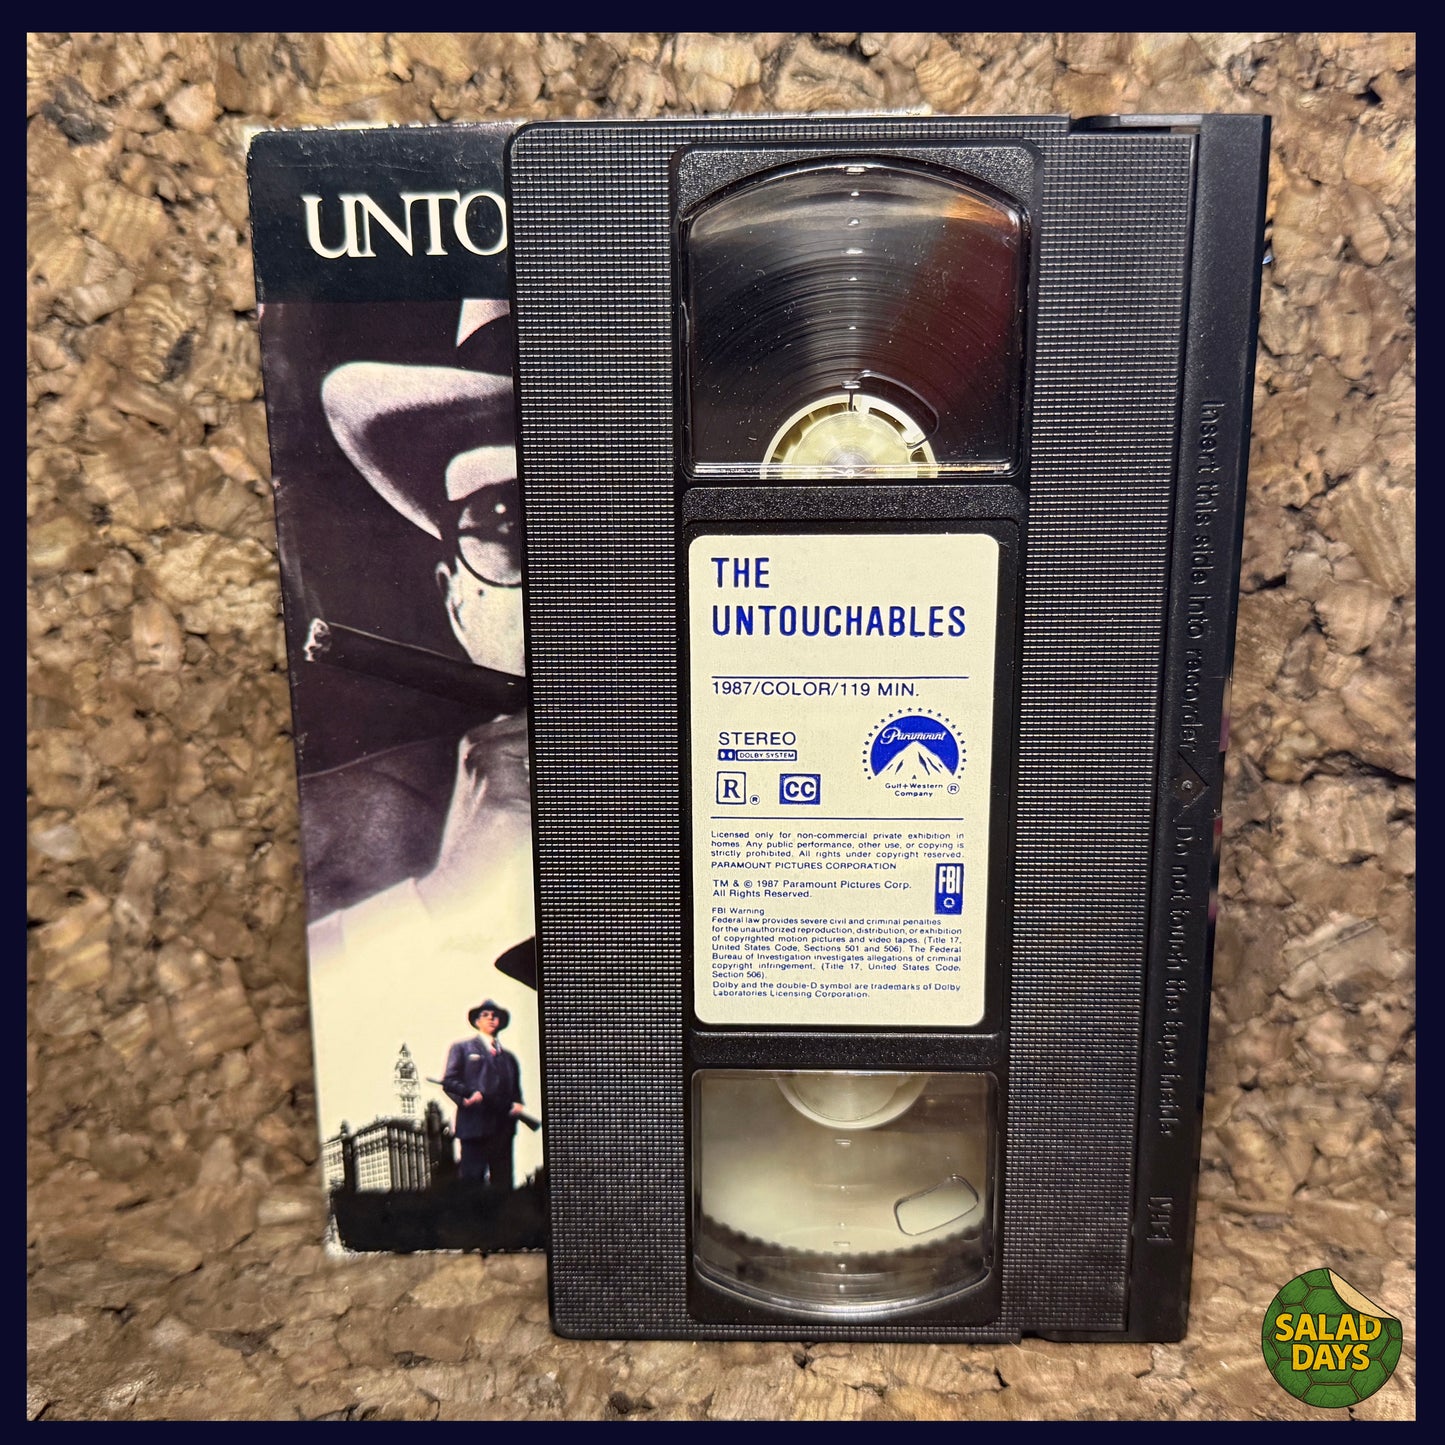 UNTO
THE
UNTOUCHABLES
1987/COLOR/119 MIN.
STEREO
DOLBY SYSTEM
R ®
CC
Paramount
A
Gulf+Western
Company ®
Licensed only for non-commercial private exhibition in
homes. Any public performance, other use, or copying is
strictly prohibited. All rights under copyright reserved.
PARAMOUNT PICTURES CORPORATION
TM & © 1987 Paramount Pictures Corp.
All Rights Reserved.
FBI
FBI Warning
Federal law provides severe civil and criminal penalties
for the unauthorized reproduction, distribution, or exhibition
of copyrighted motion pictures and video tapes. (Title 17,
United States Code, Sections 501 and 506). The Federal
Bureau of Investigation investigates allegations of criminal
copyright infringement, (Title 17, United States Code,
Section 506).
Dolby and the double-D symbol are trademarks of Dolby
Laboratories Licensing Corporation.
Insert this side into recorder
Do not touch the tape inside
SALAD
DAYS